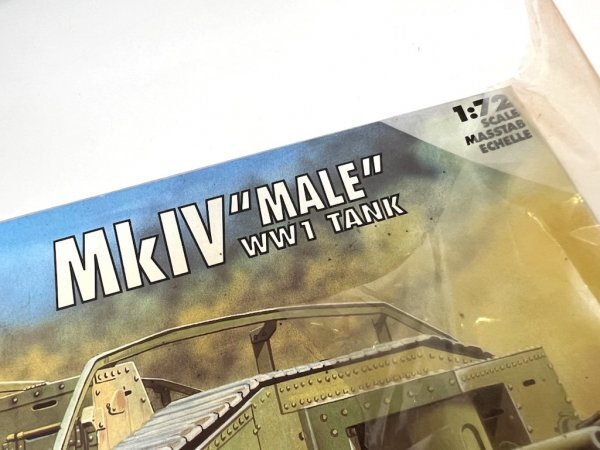 1:72
SCALE
MASSTAB
ECHELLE
MkIV "MALE"
WW1 TANK